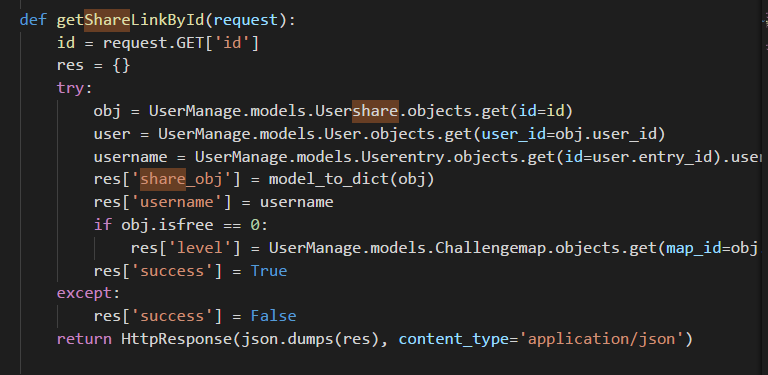 def getShareLinkById(request):
    id = request.GET['id']
    res = {}
    try:
        obj = UserManage.models.Usershare.objects.get(id=id)
        user = UserManage.models.User.objects.get(user_id=obj.user_id)
        username = UserManage.models.Userentry.objects.get(id=user.entry_id).user
        res['share_obj'] = model_to_dict(obj)
        res['username'] = username
        if obj.isfree == 0:
            res['level'] = UserManage.models.Challengemap.objects.get(map_id=obj
        res['success'] = True
    except:
        res['success'] = False
    return HttpResponse(json.dumps(res), content_type='application/json')